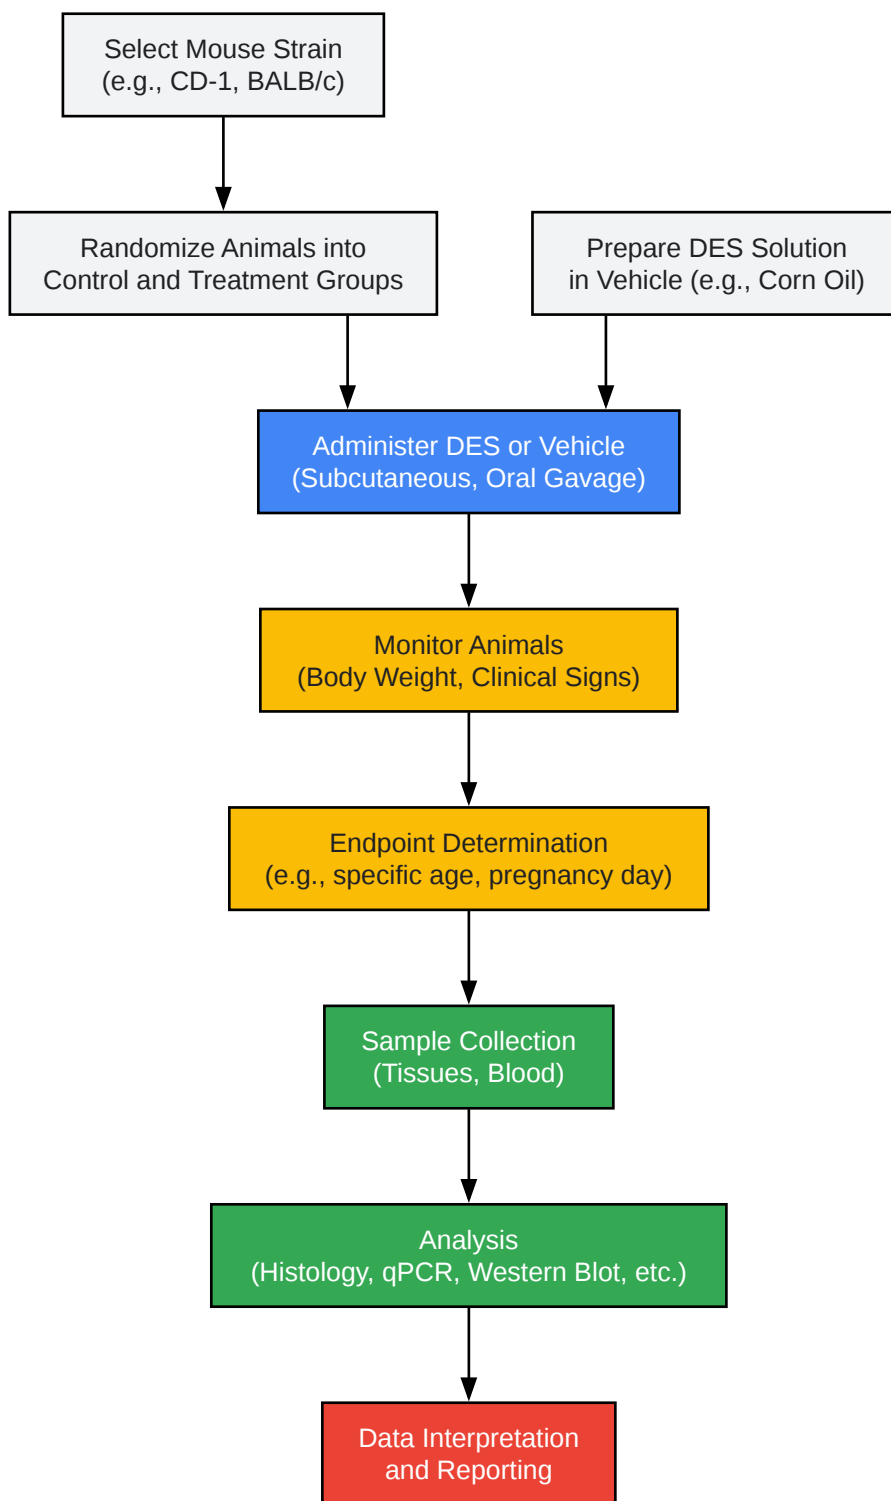 Select Mouse Strain
(e.g., CD-1, BALB/c)
Randomize Animals into
Control and Treatment Groups
Prepare DES Solution
in Vehicle (e.g., Corn Oil)
Administer DES or Vehicle
(Subcutaneous, Oral Gavage)
Monitor Animals
(Body Weight, Clinical Signs)
Endpoint Determination
(e.g., specific age, pregnancy day)
Sample Collection
(Tissues, Blood)
Analysis
(Histology, qPCR, Western Blot, etc.)
Data Interpretation
and Reporting